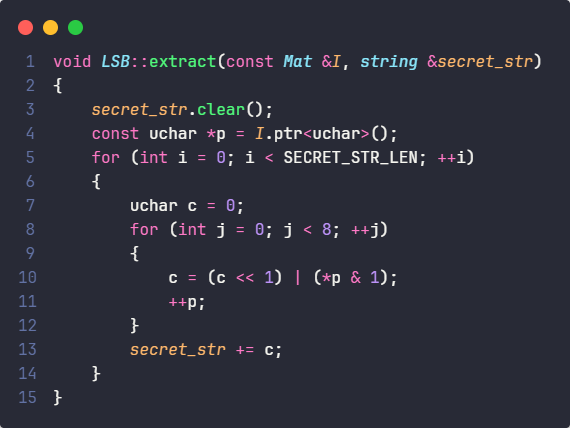 1 void LSB::extract(const Mat &I, string &secret_str)
2 {
3     secret_str.clear();
4     const uchar *p = I.ptr<uchar>();
5     for (int i = 0; i < SECRET_STR_LEN; ++i)
6     {
7         uchar c = 0;
8         for (int j = 0; j < 8; ++j)
9         {
10             c = (c << 1) | (*p & 1);
11             ++p;
12         }
13         secret_str += c;
14     }
15 }